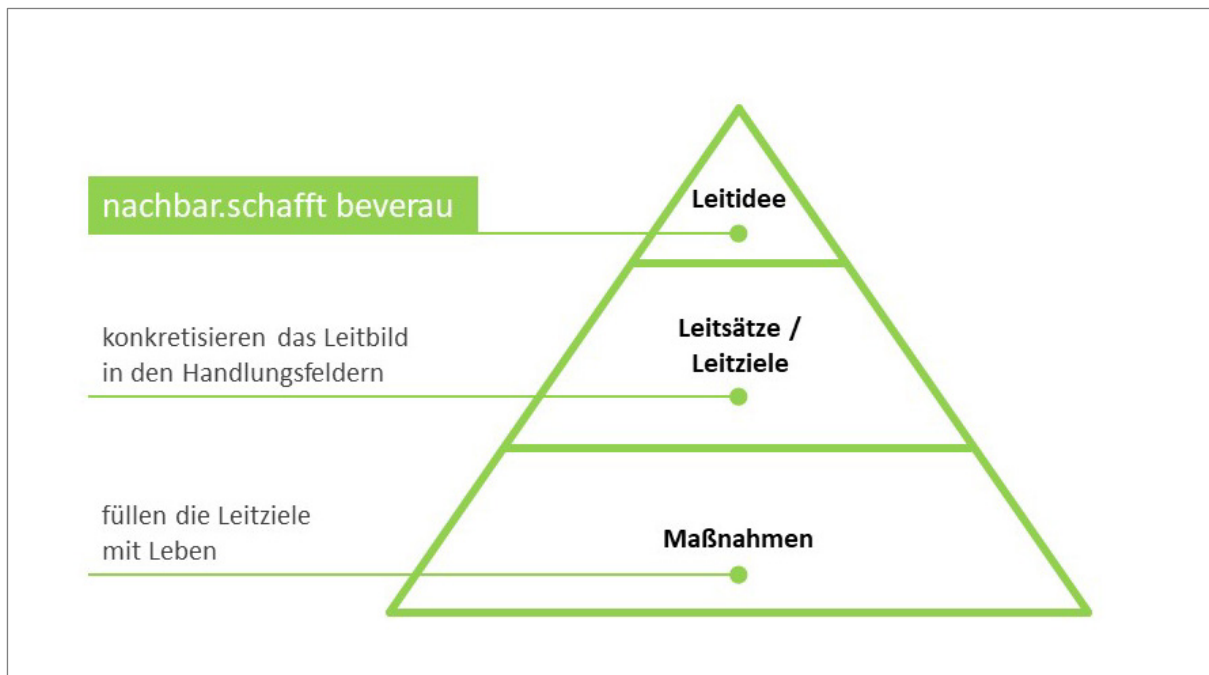 nachbar.schafft beverau
Leitidee
konkretisieren das Leitbild
in den Handlungsfeldern
Leitsätze /
Leitziele
füllen die Leitziele
mit Leben
Maßnahmen